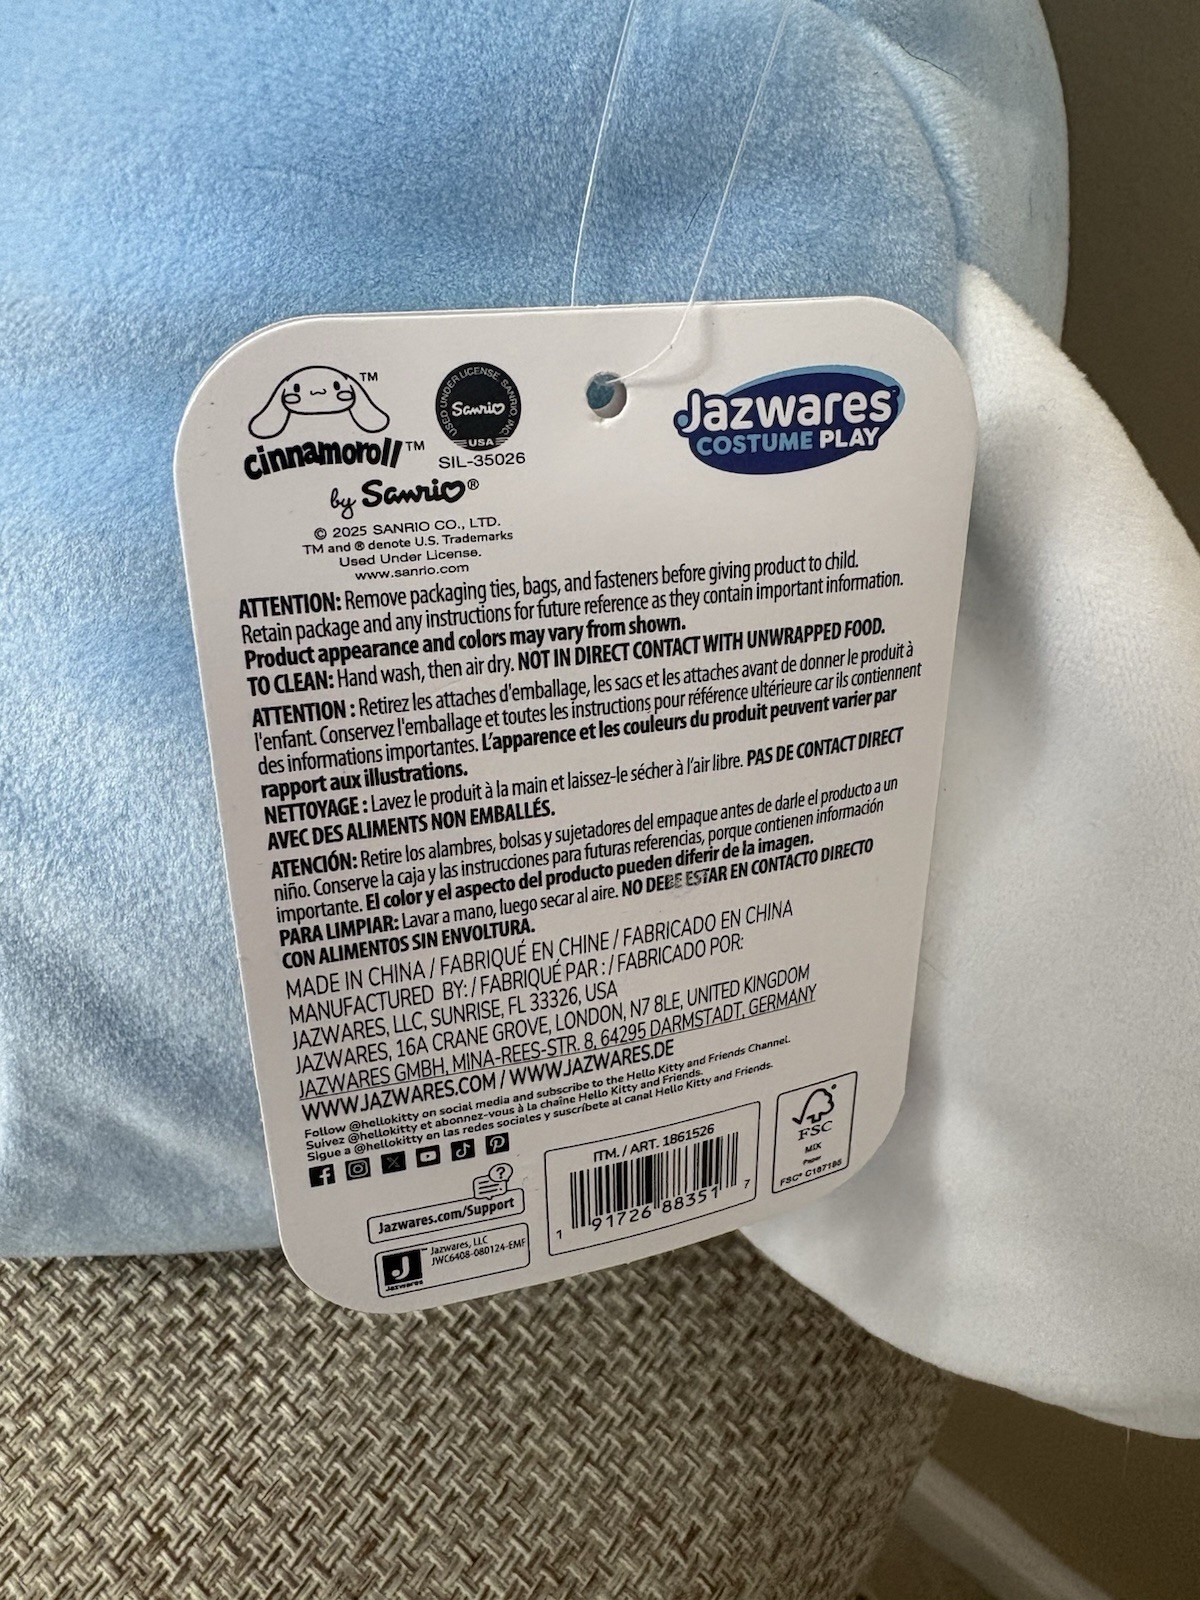 TM
cinnamoroll™
by Sanrio®
USED UNDER LICENSE SANRIO, INC.
Sanrio
USA
SIL-35026
Jazwares
COSTUME PLAY
© 2025 SANRIO CO., LTD.
TM and ® denote U.S. Trademarks
Used Under License.
www.sanrio.com
ATTENTION: Remove packaging ties, bags, and fasteners before giving product to child.
Retain package and any instructions for future reference as they contain important information.
Product appearance and colors may vary from shown.
TO CLEAN: Hand wash, then air dry. NOT IN DIRECT CONTACT WITH UNWRAPPED FOOD.
ATTENTION : Retirez les attaches d'emballage, les sacs et les attaches avant de donner le produit à
l'enfant. Conservez l'emballage et toutes les instructions pour référence ultérieure car ils contiennent
des informations importantes. L'apparence et les couleurs du produit peuvent varier par
rapport aux illustrations.
NETTOYAGE : Lavez le produit à la main et laissez-le sécher à l'air libre. PAS DE CONTACT DIRECT
AVEC DES ALIMENTS NON EMBALLÉS.
ATENCIÓN: Retire los alambres, bolsas y sujetadores del empaque antes de darle el producto a un
niño. Conserve la caja y las instrucciones para futuras referencias, porque contienen información
importante. El color y el aspecto del producto pueden diferir de la imagen.
PARA LIMPIAR: Lavar a mano, luego secar al aire. NO DEBE ESTAR EN CONTACTO DIRECTO
CON ALIMENTOS SIN ENVOLTURA.
MADE IN CHINA / FABRIQUÉ EN CHINE / FABRICADO EN CHINA
MANUFACTURED BY: / FABRIQUÉ PAR : / FABRICADO POR:
JAZWARES, LLC, SUNRISE, FL 33326, USA
JAZWARES, 16A CRANE GROVE, LONDON, N7 8LE, UNITED KINGDOM
JAZWARES GMBH, MINA-REES-STR. 8, 64295 DARMSTADT, GERMANY
WWW.JAZWARES.COM / WWW.JAZWARES.DE
Follow @hellokitty on social media and subscribe to the Hello Kitty and Friends Channel.
Suivez @hellokitty et abonnez-vous à la chaîne Hello Kitty and Friends.
Sigue a @hellokitty en las redes sociales y suscríbete al canal Hello Kitty and Friends.
Jazwares.com/Support
J
Jazwares
Jazwares, LLC
JWC6408-080124-EMF
ITM. / ART. 1861526
1 91726 88351 7
FSC
MIX
Paper
FSC® C167186